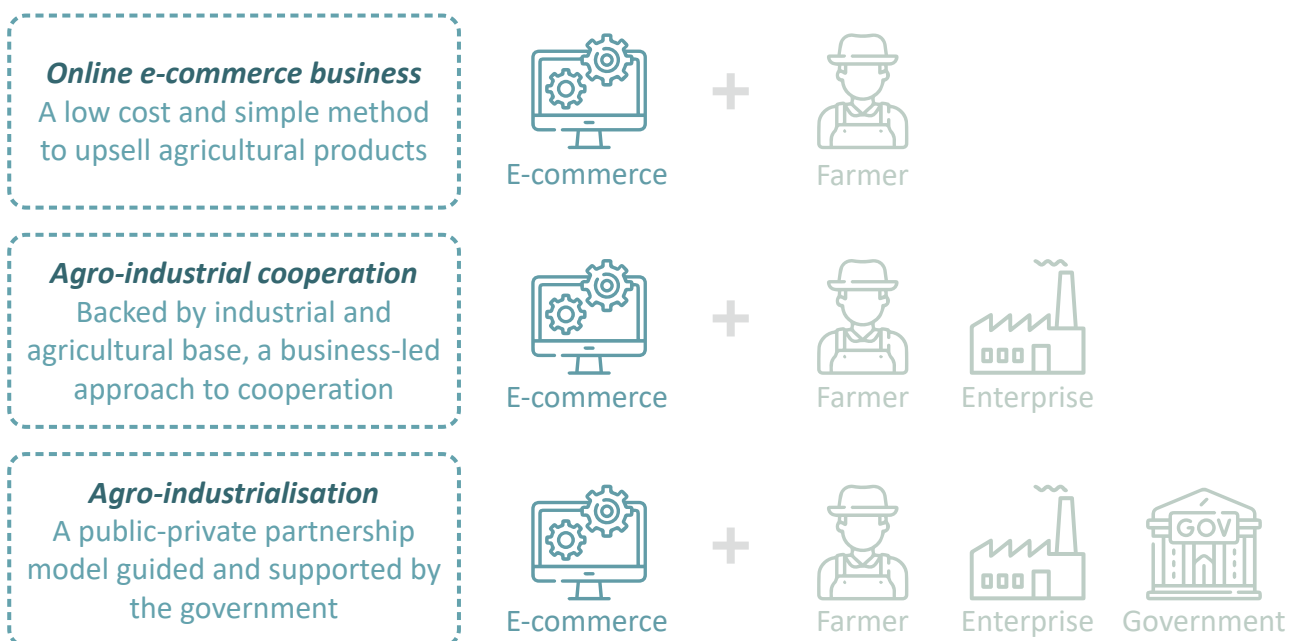 Online e-commerce business
A low cost and simple method
to upsell agricultural products
E-commerce
+
Farmer
Agro-industrial cooperation
Backed by industrial and
agricultural base, a business-led
approach to cooperation
E-commerce
+
Farmer
Enterprise
Agro-industrialisation
A public-private partnership
model guided and supported by
the government
E-commerce
+
Farmer
Enterprise
GOV
Government